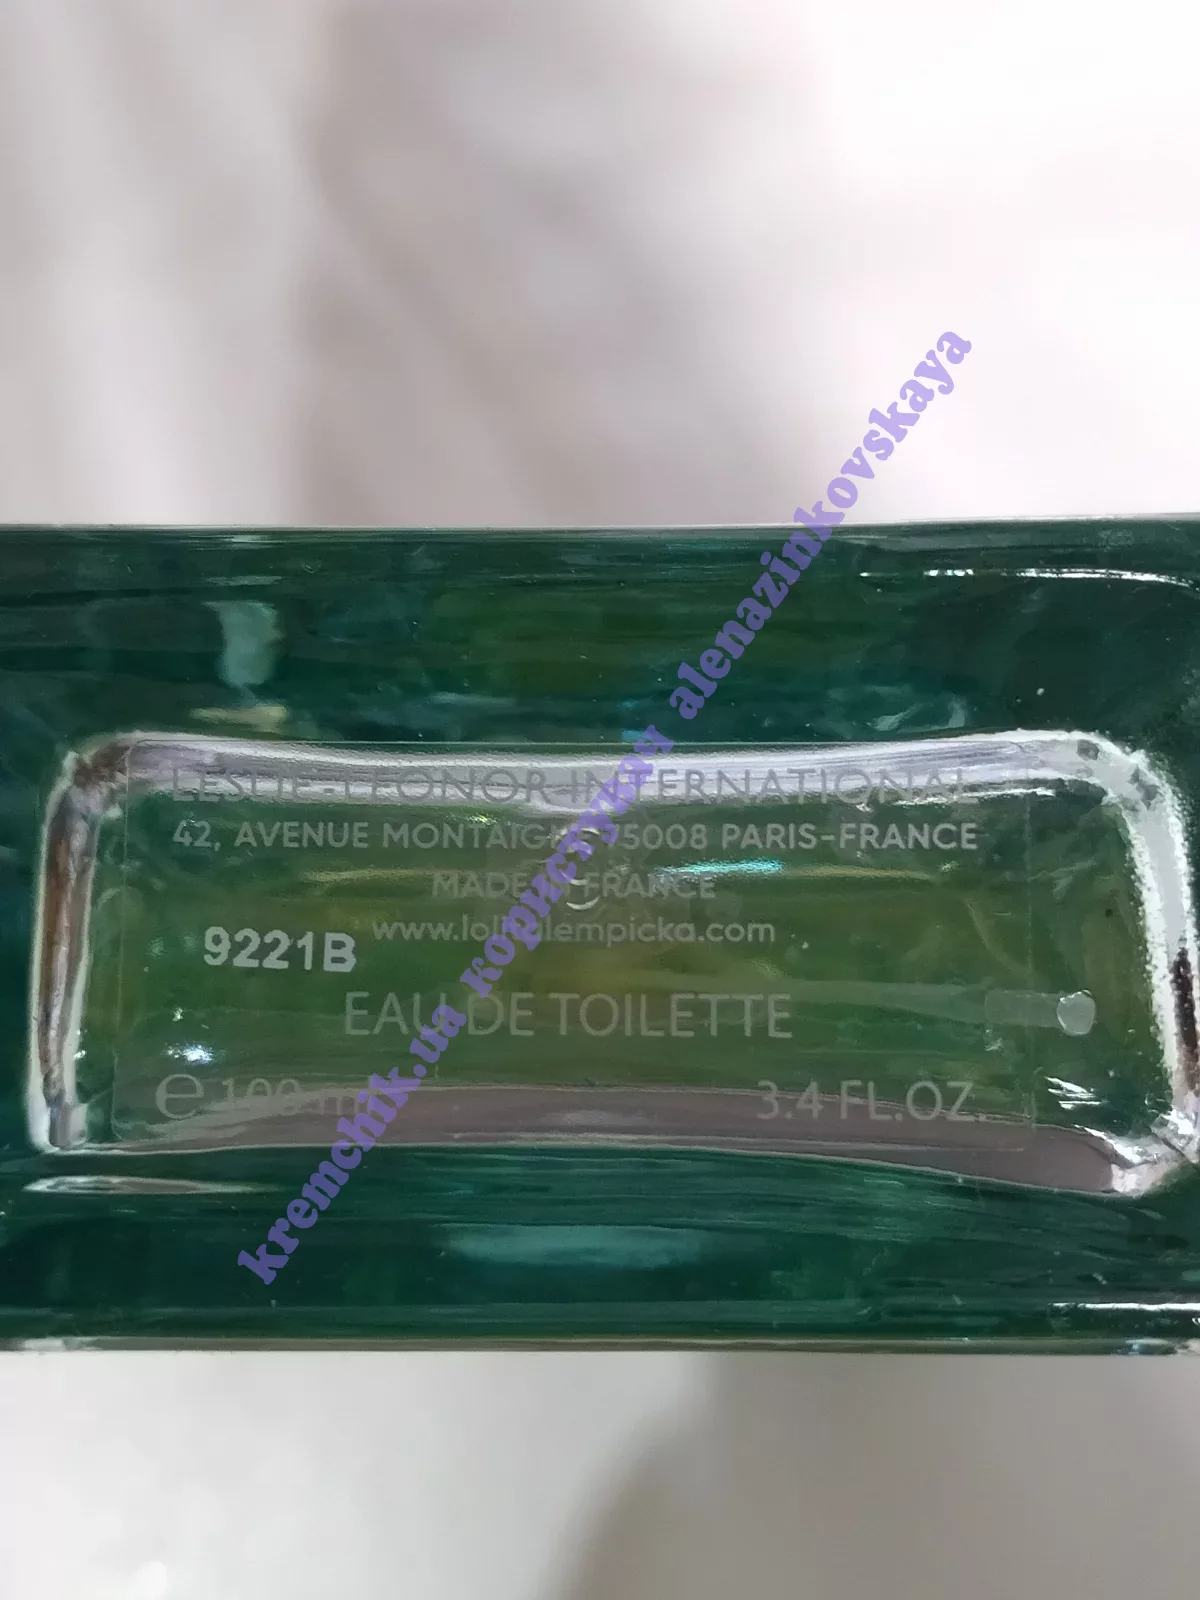 LESLIE-LEONOR INTERNATIONAL
42, AVENUE MONTAIGNE 75008 PARIS-FRANCE
MADE IN FRANCE
www.lolitalempicka.com
9221B
EAU DE TOILETTE
℮ 100 ml
3.4 FL.OZ.
kremchik.ua користувач alenazinkovskaya